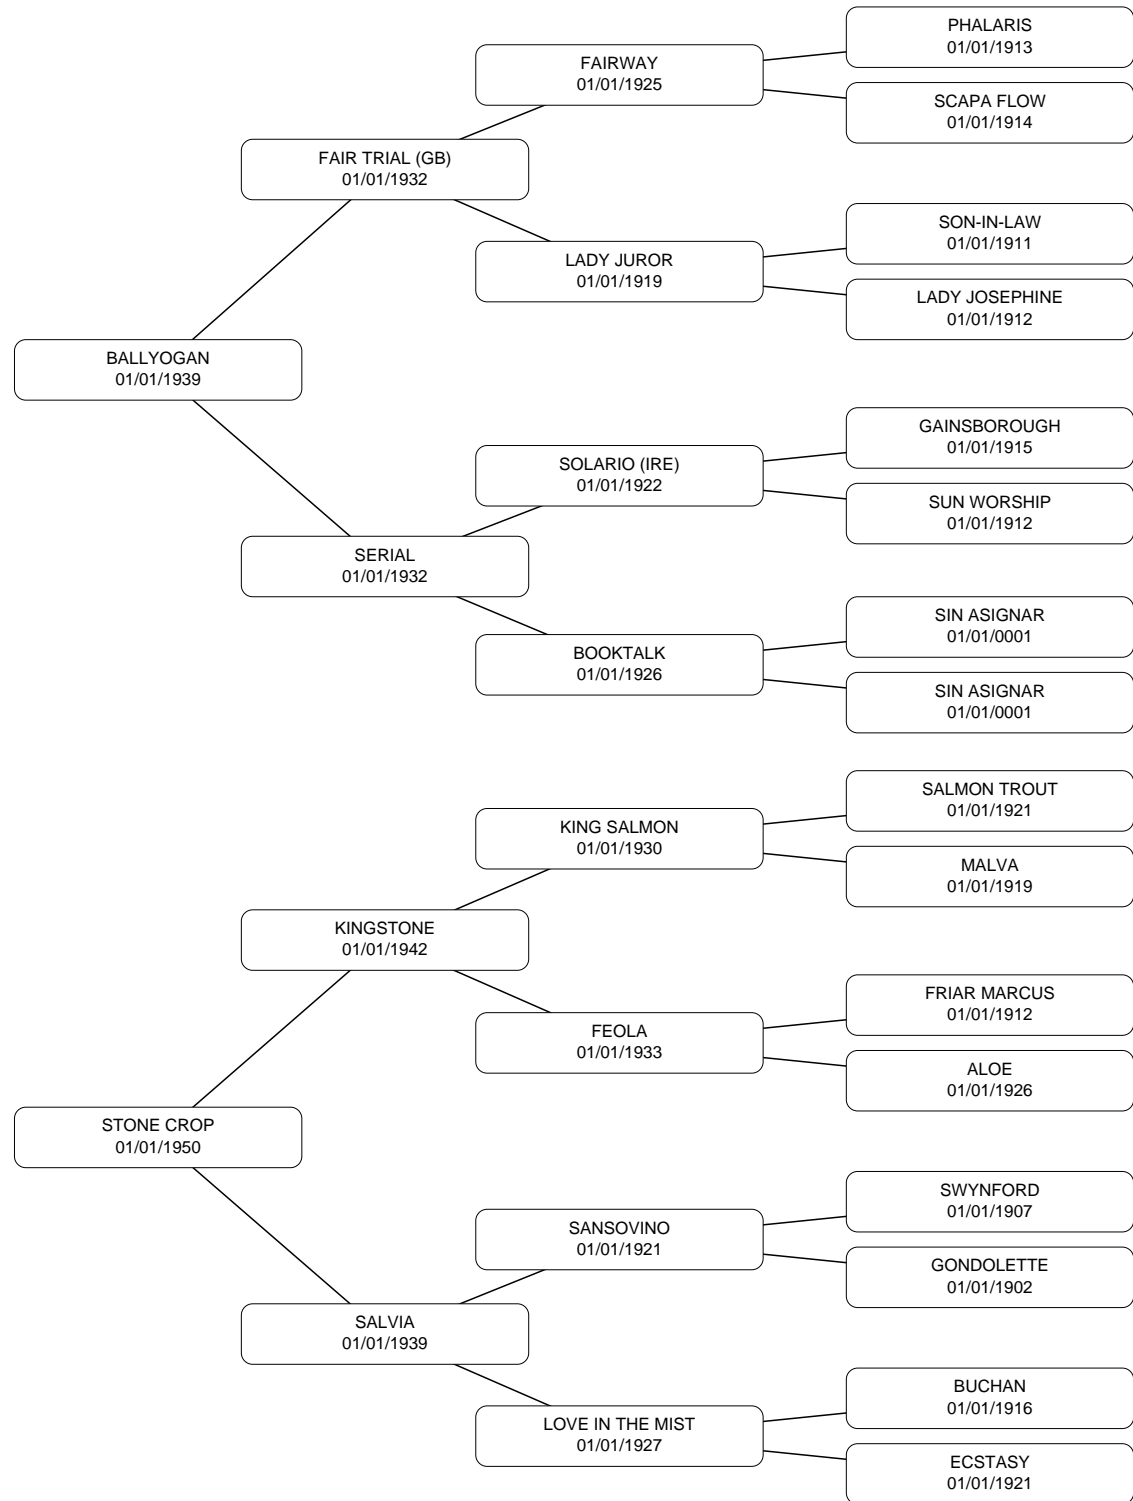 PHALARIS
01/01/1913
FAIRWAY
01/01/1925
SCAPA FLOW
01/01/1914
FAIR TRIAL (GB)
01/01/1932
SON-IN-LAW
01/01/1911
LADY JUROR
01/01/1919
LADY JOSEPHINE
01/01/1912
BALLYOGAN
01/01/1939
GAINSBOROUGH
01/01/1915
SOLARIO (IRE)
01/01/1922
SUN WORSHIP
01/01/1912
SERIAL
01/01/1932
SIN ASIGNAR
01/01/0001
BOOKTALK
01/01/1926
SIN ASIGNAR
01/01/0001
SALMON TROUT
01/01/1921
KING SALMON
01/01/1930
MALVA
01/01/1919
KINGSTONE
01/01/1942
FRIAR MARCUS
01/01/1912
FEOLA
01/01/1933
ALOE
01/01/1926
STONE CROP
01/01/1950
SWYNFORD
01/01/1907
SANSOVINO
01/01/1921
GONDOLETTE
01/01/1902
SALVIA
01/01/1939
BUCHAN
01/01/1916
LOVE IN THE MIST
01/01/1927
ECSTASY
01/01/1921